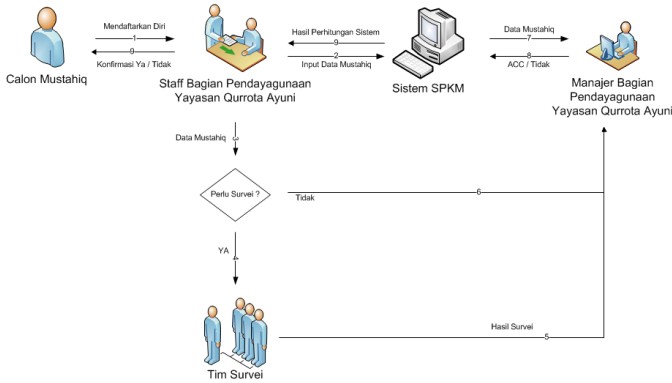 Mendaftarkan Diri
1
9
Konfirmasi Ya / Tidak
Calon Mustahiq
Staff Bagian Pendayagunaan
Yayasan Qurrota Ayuni
Hasil Perhitungan Sistem
9
2
Input Data Mustahiq
Sistem SPKM
Data Mustahiq
7
8
ACC / Tidak
Manajer Bagian
Pendayagunaan
Yayasan Qurrota Ayuni
Data Mustahiq
3
Perlu Survei ?
Tidak
6
YA
4
Tim Survei
Hasil Survei
5